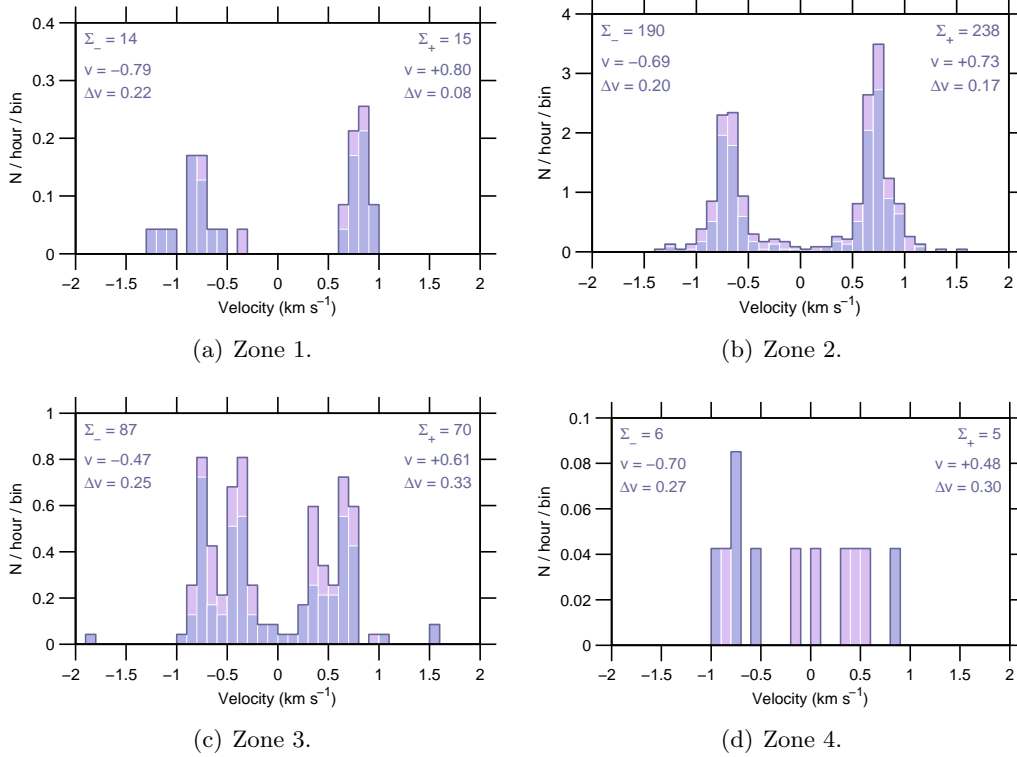 0.4
0.3
0.2
0.1
0
N / hour / bin
Σ− = 14
v = −0.79
Δv = 0.22
Σ+ = 15
v = +0.80
Δv = 0.08
−2 −1.5 −1 −0.5 0 0.5 1 1.5 2
Velocity (km s−1)
(a) Zone 1.
4
3
2
1
0
N / hour / bin
Σ− = 190
v = −0.69
Δv = 0.20
Σ+ = 238
v = +0.73
Δv = 0.17
−2 −1.5 −1 −0.5 0 0.5 1 1.5 2
Velocity (km s−1)
(b) Zone 2.
1
0.8
0.6
0.4
0.2
0
N / hour / bin
Σ− = 87
v = −0.47
Δv = 0.25
Σ+ = 70
v = +0.61
Δv = 0.33
−2 −1.5 −1 −0.5 0 0.5 1 1.5 2
Velocity (km s−1)
(c) Zone 3.
0.1
0.08
0.06
0.04
0.02
0
N / hour / bin
Σ− = 6
v = −0.70
Δv = 0.27
Σ+ = 5
v = +0.48
Δv = 0.30
−2 −1.5 −1 −0.5 0 0.5 1 1.5 2
Velocity (km s−1)
(d) Zone 4.